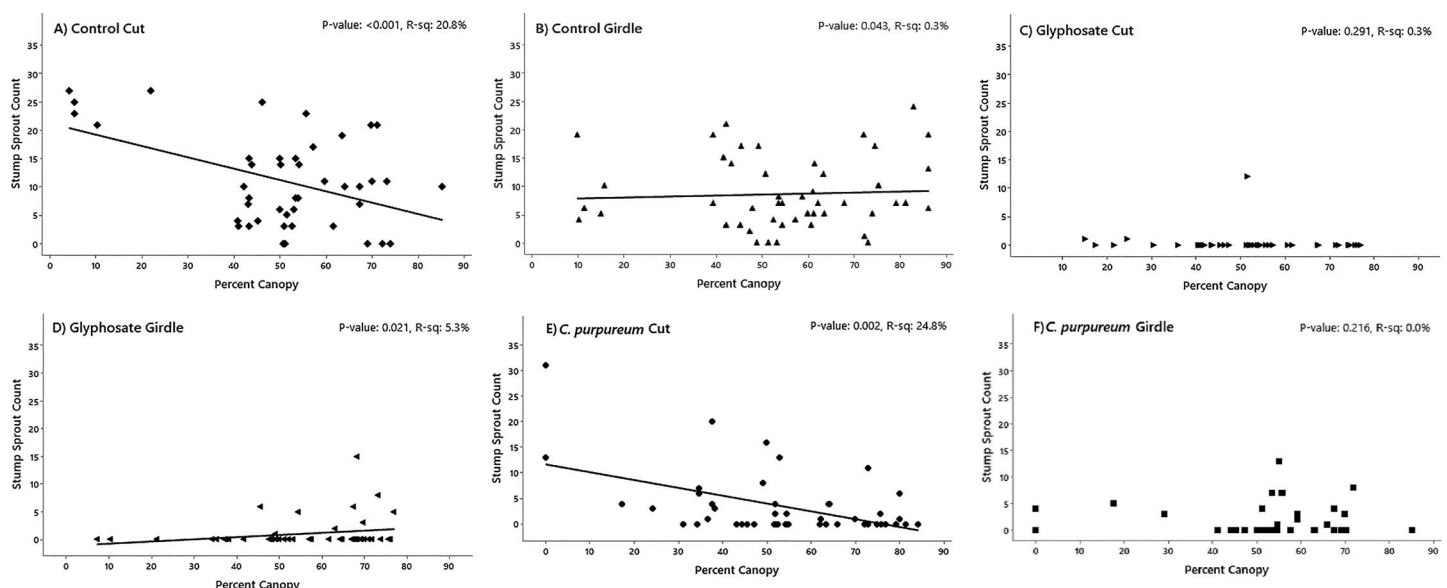 A) Control Cut
P-value: <0.001, R-sq: 20.8%
Stump Sprout Count
35
30
25
20
15
10
5
0
0 10 20 30 40 50 60 70 80 90
Percent Canopy
B) Control Girdle
P-value: 0.043, R-sq: 0.3%
Stump Sprout Count
35
30
25
20
15
10
5
0
0 10 20 30 40 50 60 70 80 90
Percent Canopy
C) Glyphosate Cut
P-value: 0.291, R-sq: 0.3%
Stump Sprout Count
35
30
25
20
15
10
5
0
10 20 30 40 50 60 70 80 90
Percent Canopy
D) Glyphosate Girdle
P-value: 0.021, R-sq: 5.3%
Stump Sprout Count
35
30
25
20
15
10
5
0
0 10 20 30 40 50 60 70 80 90
Percent Canopy
E) C. purpureum Cut
P-value: 0.002, R-sq: 24.8%
Stump Sprout Count
35
30
25
20
15
10
5
0
0 10 20 30 40 50 60 70 80 90
Percent Canopy
F) C. purpureum Girdle
P-value: 0.216, R-sq: 0.0%
Stump Sprout Count
35
30
25
20
15
10
5
0
0 10 20 30 40 50 60 70 80 90
Percent Canopy